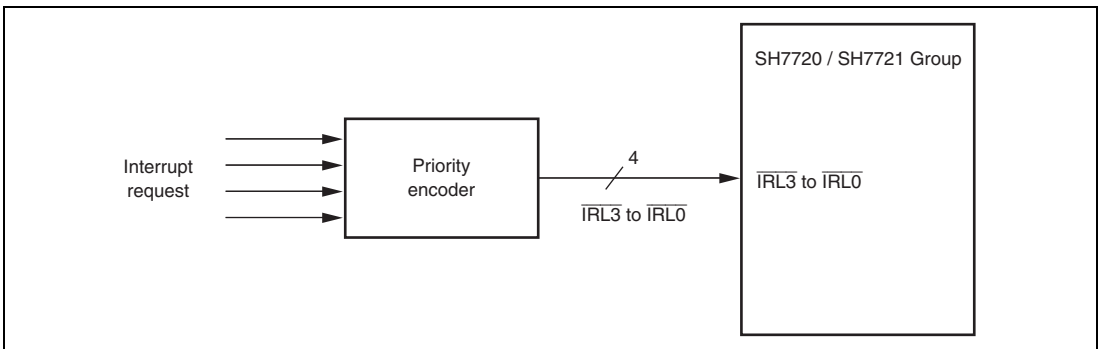 SH7720 / SH7721 Group
Interrupt
request
Priority
encoder
4
IRL3 to IRL0
IRL3 to IRL0